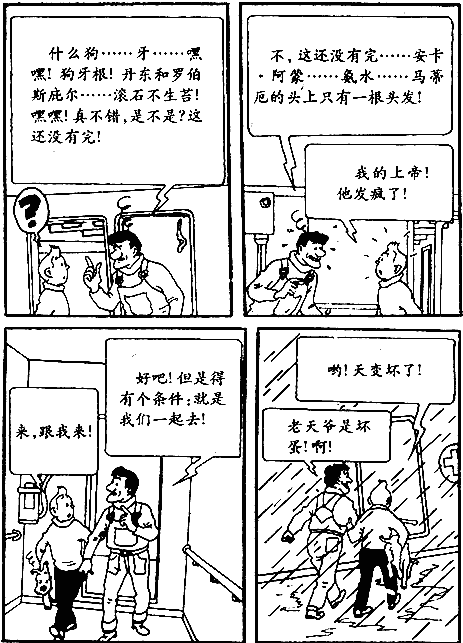 什么狗……牙……嘿
嘿！狗牙根！丹东和罗伯
斯庇尔……滚石不生苔！
嘿嘿！真不错，是不是？这
还没有完！
?
不，这还没有完……安卡
·阿蒙……氨水……马蒂
厄的头上只有一根头发！
我的上帝！
他发疯了！
来，跟我来！
好吧！但是得
有个条件：就是
我们一起去！
哟！天变坏了！
老天爷是坏
蛋！啊！